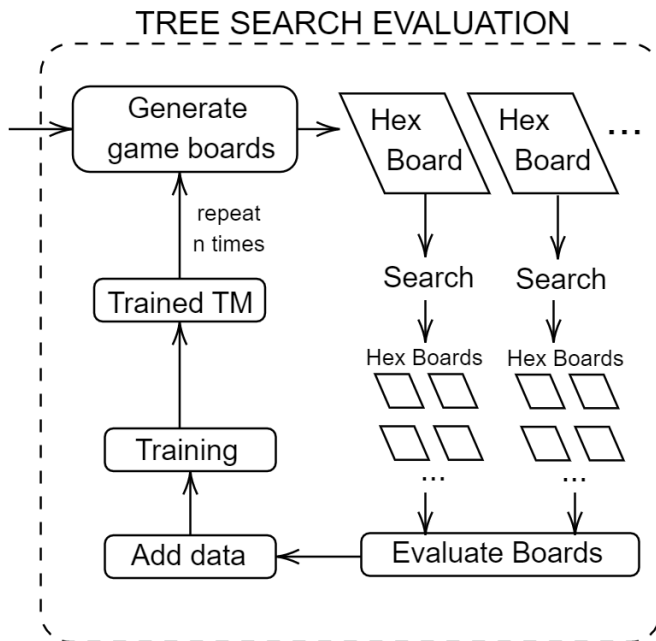 TREE SEARCH EVALUATION
Generate
game boards
Hex
Board
Hex
Board
...
repeat
n times
Search
Search
Trained TM
Hex Boards
Hex Boards
Training
...
...
Add data
Evaluate Boards